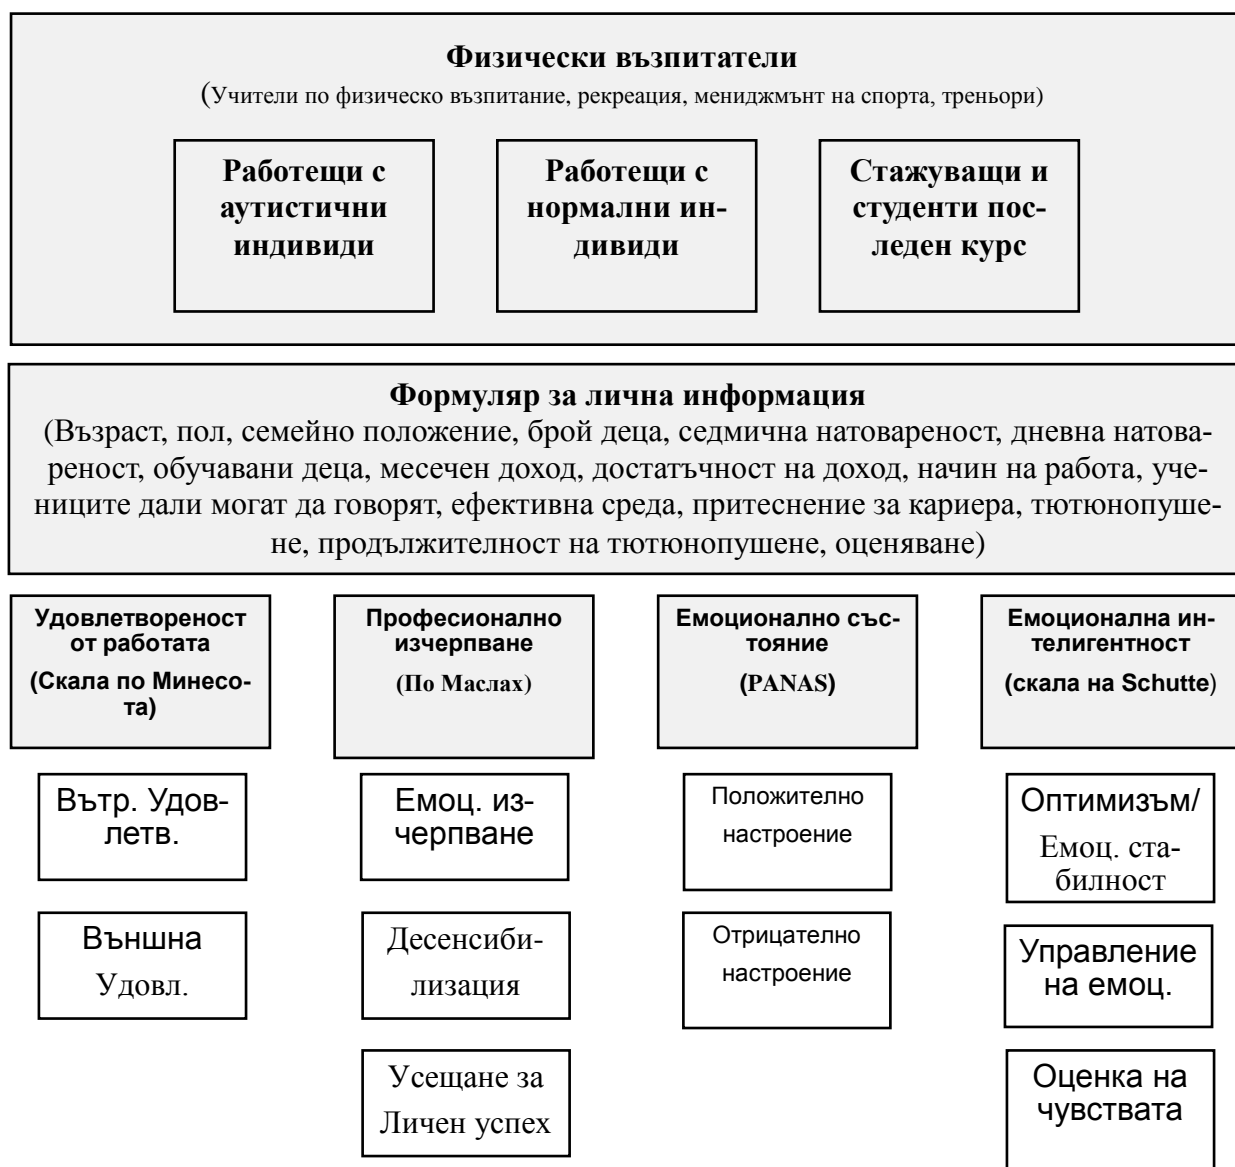 Физически възпитатели
(Учители по физическо възпитание, рекреация, мениджмънт на спорта, треньори)
Работещи с
аутистични
индивиди
Работещи с
нормални ин-
дивиди
Стажуващи и
студенти пос-
леден курс
Формуляр за лична информация
(Възраст, пол, семейно положение, брой деца, седмична натовареност, дневна натова-
реност, обучавани деца, месечен доход, достатъчност на доход, начин на работа, уче-
ниците дали могат да говорят, ефективна среда, притеснение за кариера, тютюнопуше-
не, продължителност на тютюнопушене, оценяване)
Удовлетвореност
от работата
(Скала по Минесо-
та)
Професионално
изчерпване
(По Маслах)
Емоционално със-
тояние
(PANAS)
Емоционална ин-
телигентност
(скала на Schutte)
Вътр. Удов-
летв.
Външна
Удовл.
Емоц. из-
черпване
Десенсиби-
лизация
Усещане за
Личен успех
Положително
настроение
Отрицателно
настроение
Оптимизъм/
Емоц. ста-
билност
Управление
на емоц.
Оценка на
чувствата